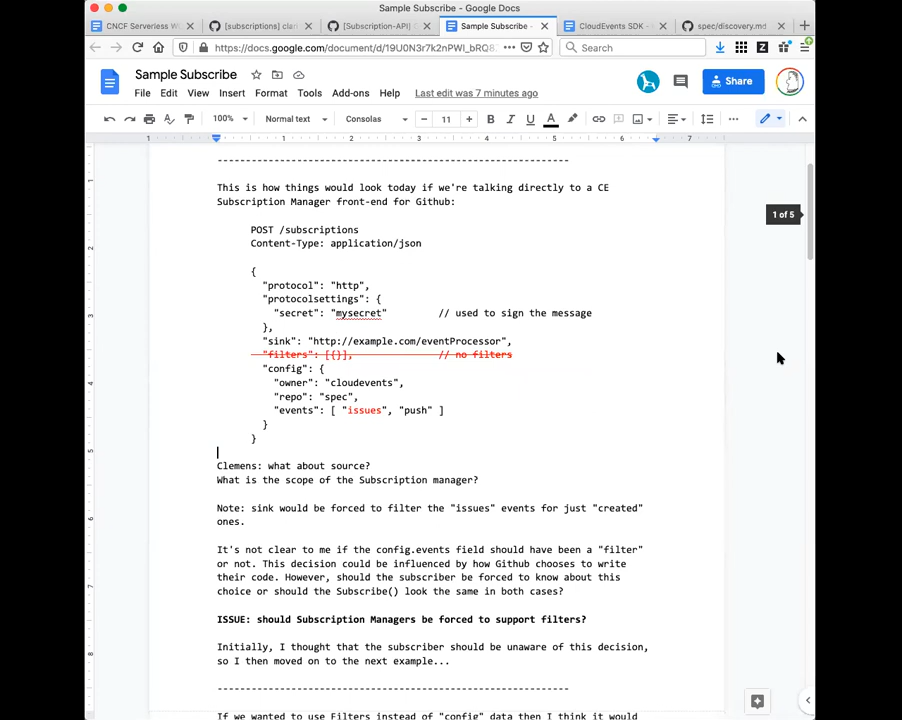 Sample Subscribe - Google Docs
CNCF Serverless W
[subscriptions] clari
[Subscription-API]
Sample Subscribe -
CloudEvents SDK -
spec/discovery.md
https://docs.google.com/document/d/19U0N3r7k2nPWl_bRQ8
Search
Sample Subscribe
Share
File Edit View Insert Format Tools Add-ons Help Last edit was 7 minutes ago
100% Normal text Consolas 11 B I U A
1 1 2 3 4 5 6 7
---------------------------------------------------------------
This is how things would look today if we're talking directly to a CE
Subscription Manager front-end for Github:
1 of 5
POST /subscriptions
Content-Type: application/json
{
"protocol": "http",
"protocolsettings": {
"secret": "mysecret" // used to sign the message
},
"sink": "http://example.com/eventProcessor",
"filters": [{}], // no filters
"config": {
"owner": "cloudevents",
"repo": "spec",
"events": [ "issues", "push" ]
}
}
Clemens: what about source?
What is the scope of the Subscription manager?
Note: sink would be forced to filter the "issues" events for just "created"
ones.
It's not clear to me if the config.events field should have been a "filter"
or not. This decision could be influenced by how Github chooses to write
their code. However, should the subscriber be forced to know about this
choice or should the Subscribe() look the same in both cases?
ISSUE: should Subscription Managers be forced to support filters?
Initially, I thought that the subscriber should be unaware of this decision,
so I then moved on to the next example...
---------------------------------------------------------------
If we wanted to use Filters instead of "config" data then I think it would